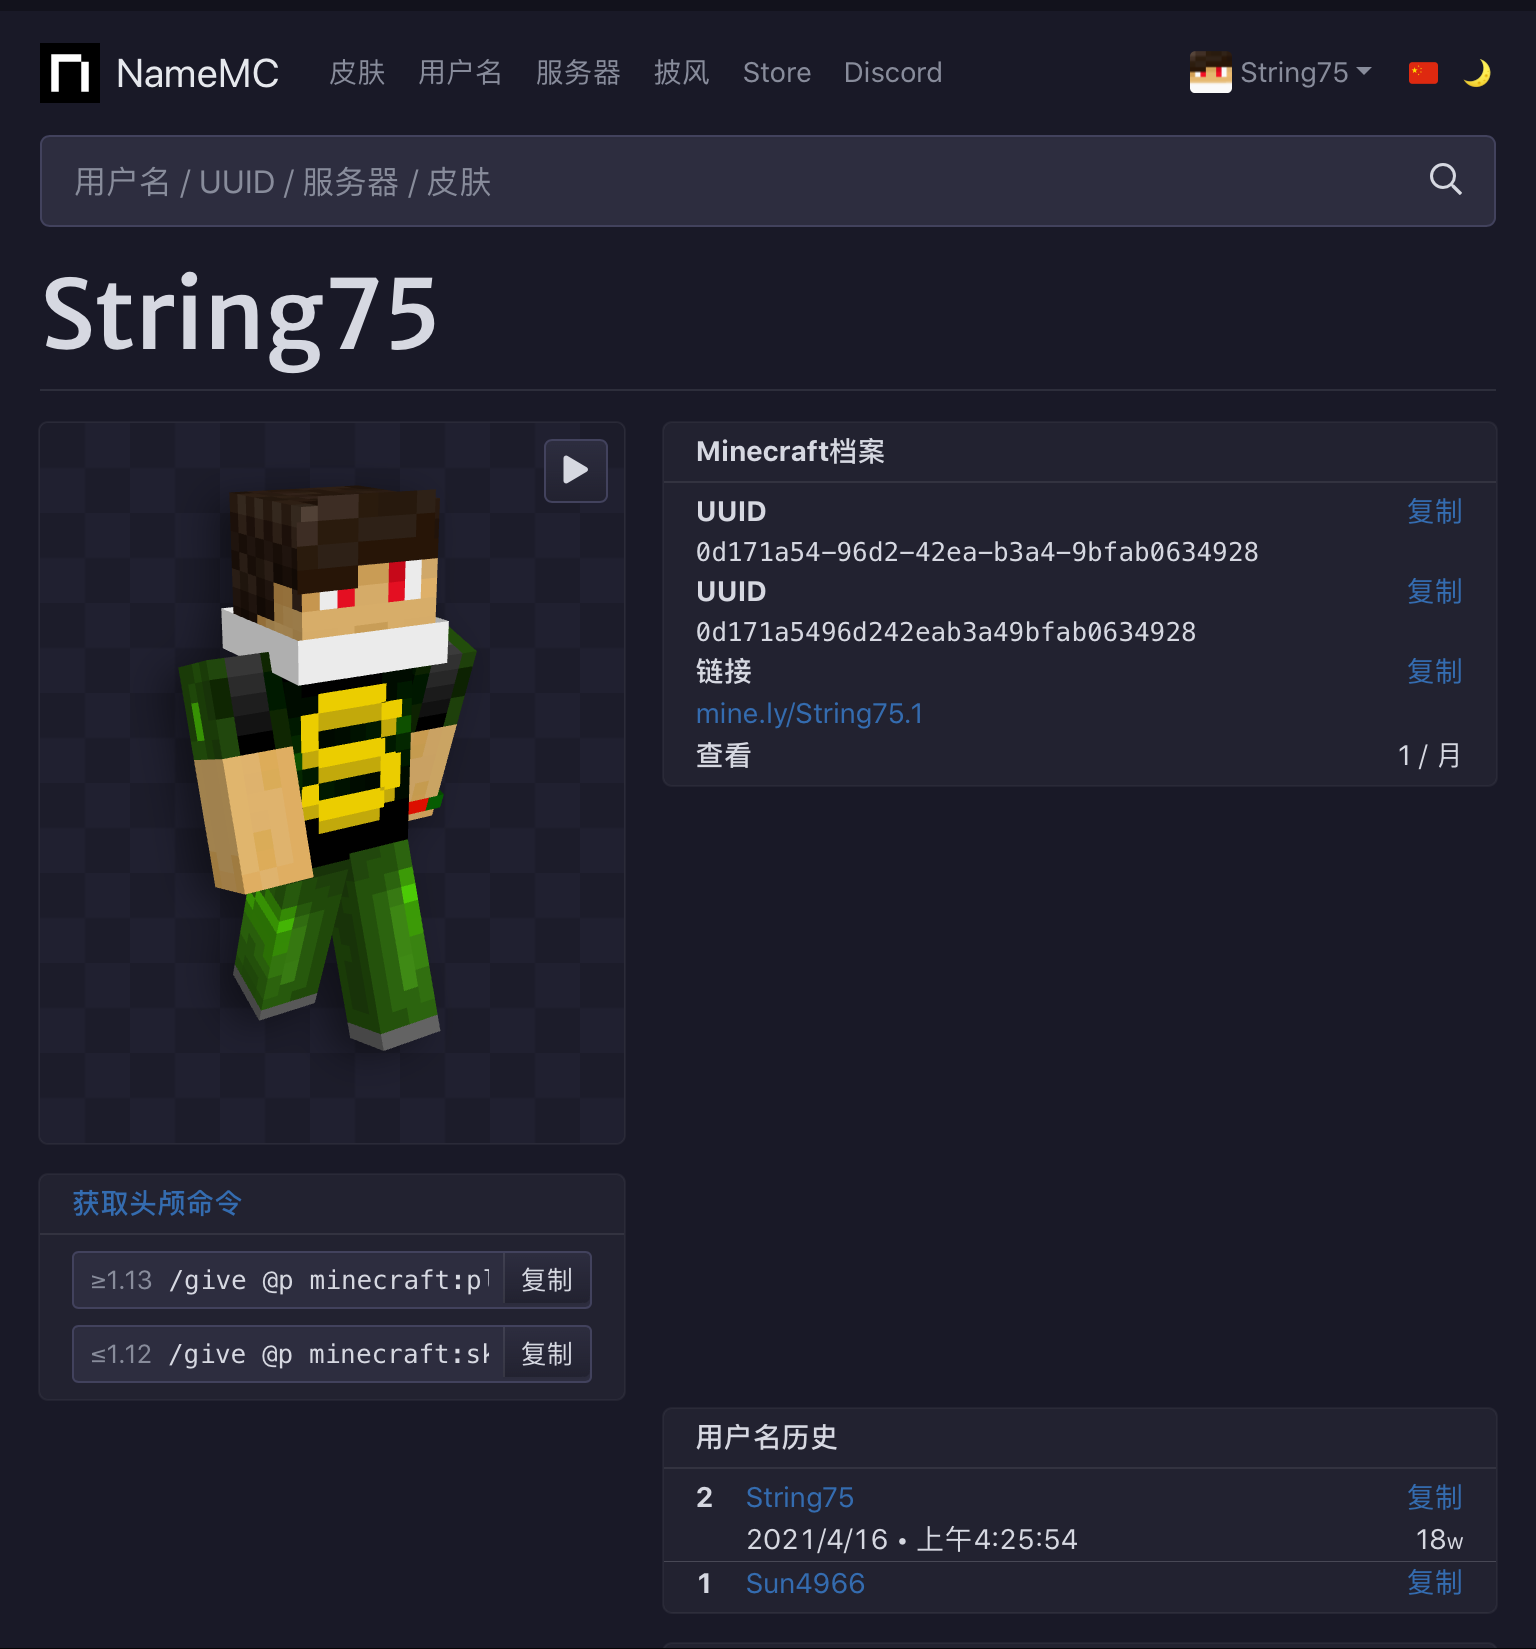 NameMC 皮肤 用户名 服务器 披风 Store Discord String75
用户名 / UUID / 服务器 / 皮肤
String75
Minecraft档案
UUID 复制
0d171a54-96d2-42ea-b3a4-9bfab0634928
UUID 复制
0d171a5496d242eab3a49bfab0634928
链接 复制
mine.ly/String75.1
查看 1 / 月
获取头颅命令
≥1.13 /give @p minecraft:pl 复制
≤1.12 /give @p minecraft:sk 复制
用户名历史
2 String75 复制
2021/4/16 • 上午4:25:54 18w
1 Sun4966 复制